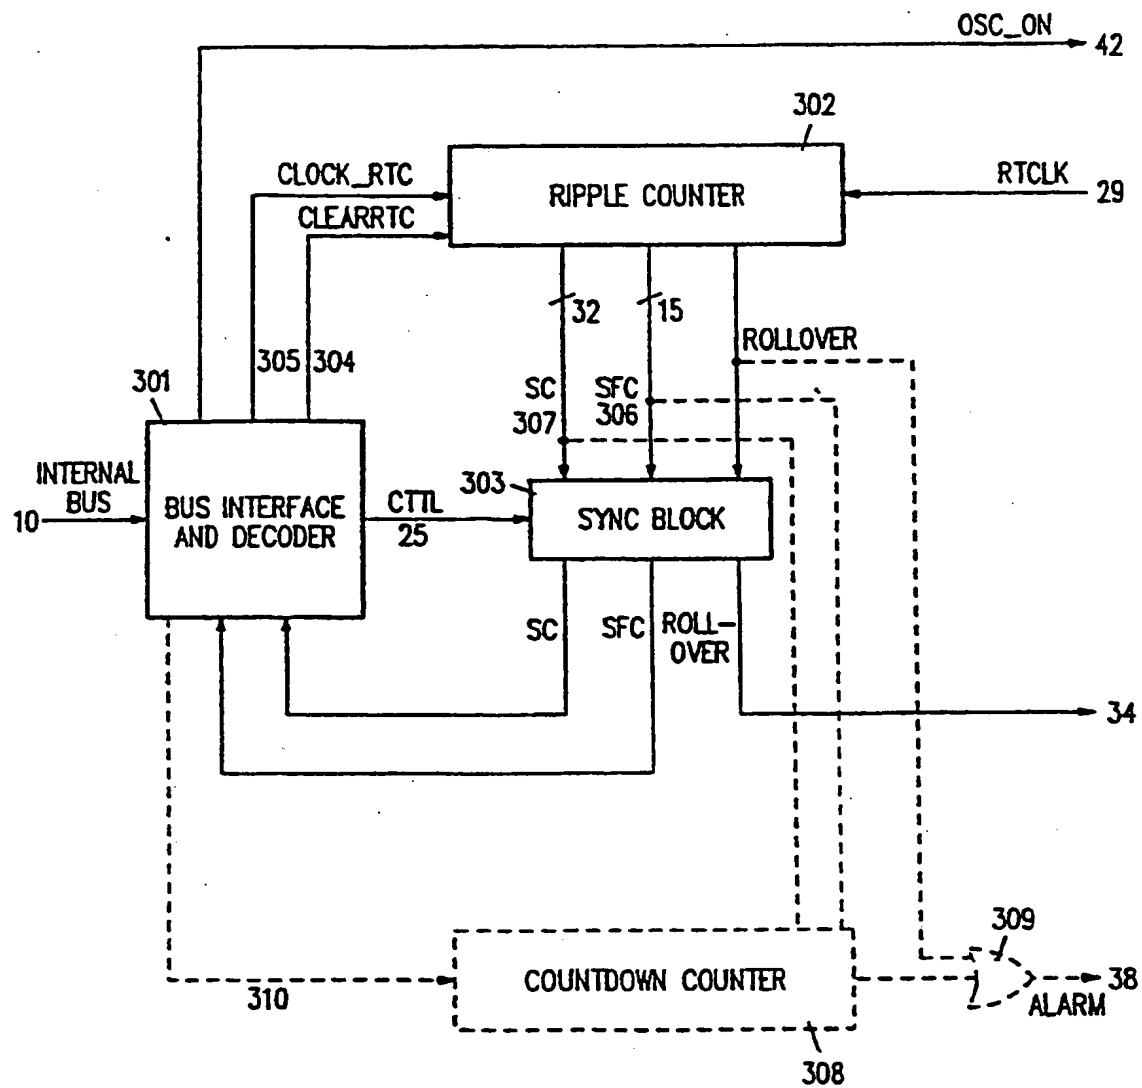 OSC_ON
42
302
CLOCK_RTC
RTCLK
RIPPLE COUNTER
29
CLEARRTC
32
15
ROLLOVER
305
304
301
SC
307
SFC
306
INTERNAL
BUS
10
BUS INTERFACE
AND DECODER
CTTL
25
303
SYNC BLOCK
SC
SFC
ROLL-
OVER
34
309
310
COUNTDOWN COUNTER
38
ALARM
308